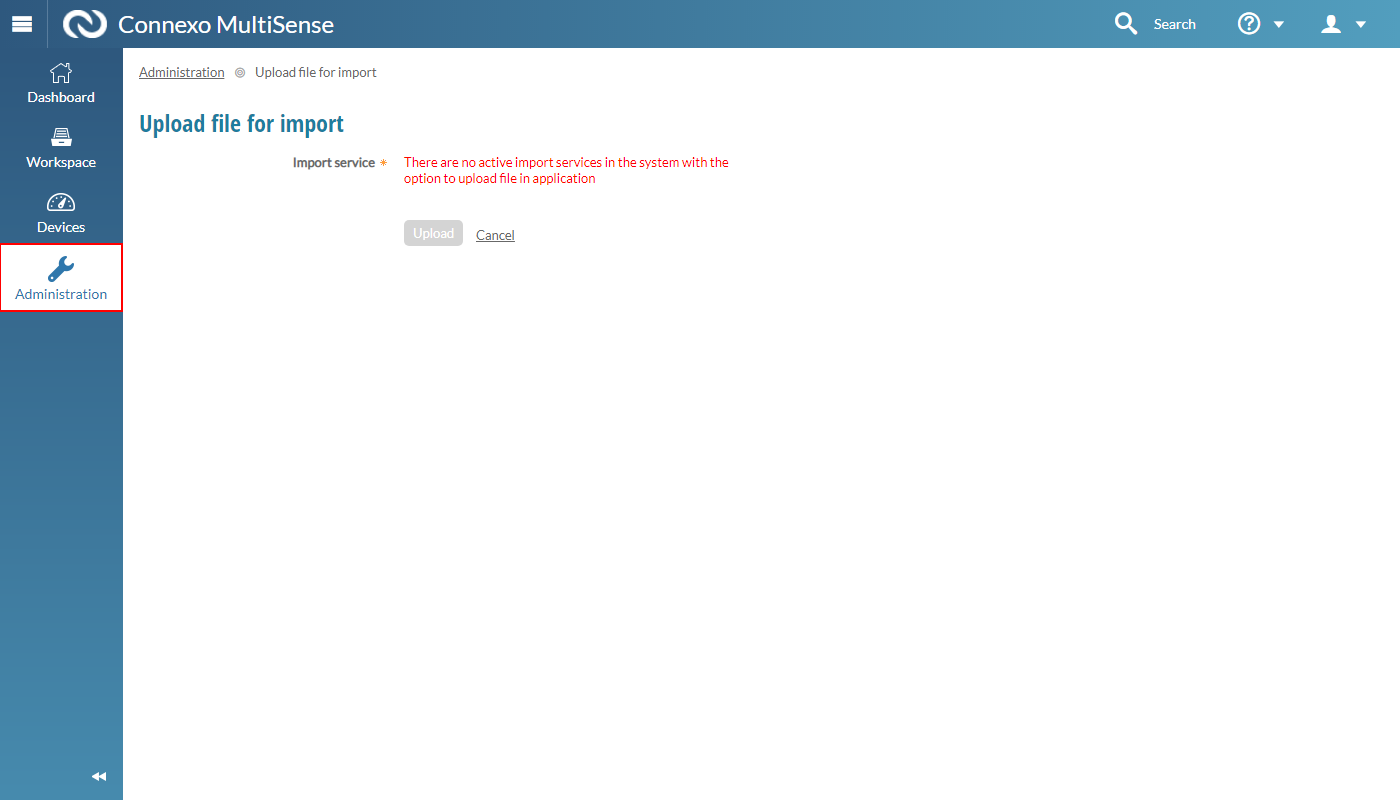 Connexo MultiSense
Search
Dashboard
Workspace
Devices
Administration
Administration Upload file for import
Upload file for import
Import service * There are no active import services in the system with the
option to upload file in application
Upload Cancel